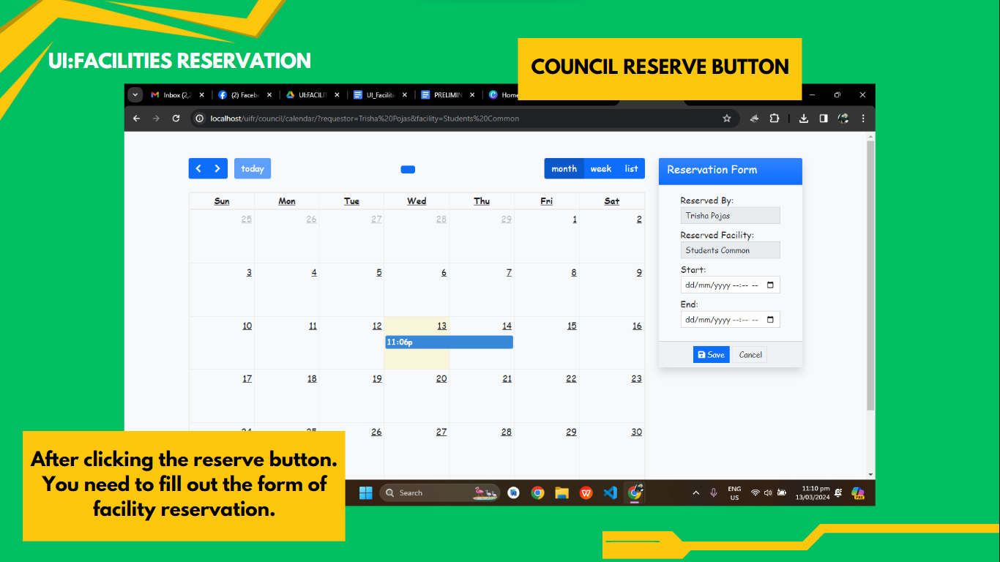 UI:FACILITIES RESERVATION
COUNCIL RESERVE BUTTON
Inbox (2,2
(2) Faceb
UI:FACILIT
UI_Faciliti
PRELIMIN
Home
localhost/uifr/council/calendar/?requestor=Trisha%20Pojas&facility=Students%20Common
today
month week list
Sun Mon Tue Wed Thu Fri Sat
25 26 27 28 29 1 2
3 4 5 6 7 8 9
10 11 12 13 14 15 16
11:06p
17 18 19 20 21 22 23
24 25 26 27 28 29 30
Reservation Form
Reserved By:
Trisha Pojas
Reserved Facility:
Students Common
Start:
dd/mm/yyyy --:-- --
End:
dd/mm/yyyy --:-- --
Save Cancel
After clicking the reserve button.
You need to fill out the form of
facility reservation.
Search
ENG
US
11:10 pm
13/03/2024